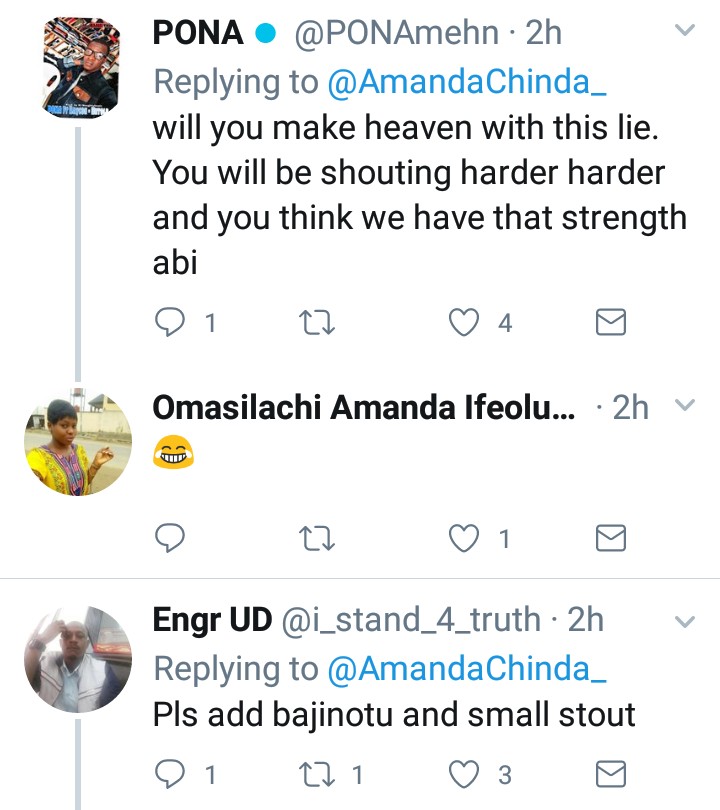 PONA @PONAmehn · 2h
Replying to @AmandaChinda_
will you make heaven with this lie.
You will be shouting harder harder
and you think we have that strength
abi
1 4
Omasilachi Amanda Ifeolu... · 2h
😂
1
Engr UD @i_stand_4_truth · 2h
Replying to @AmandaChinda_
Pls add bajinotu and small stout
1 1 3